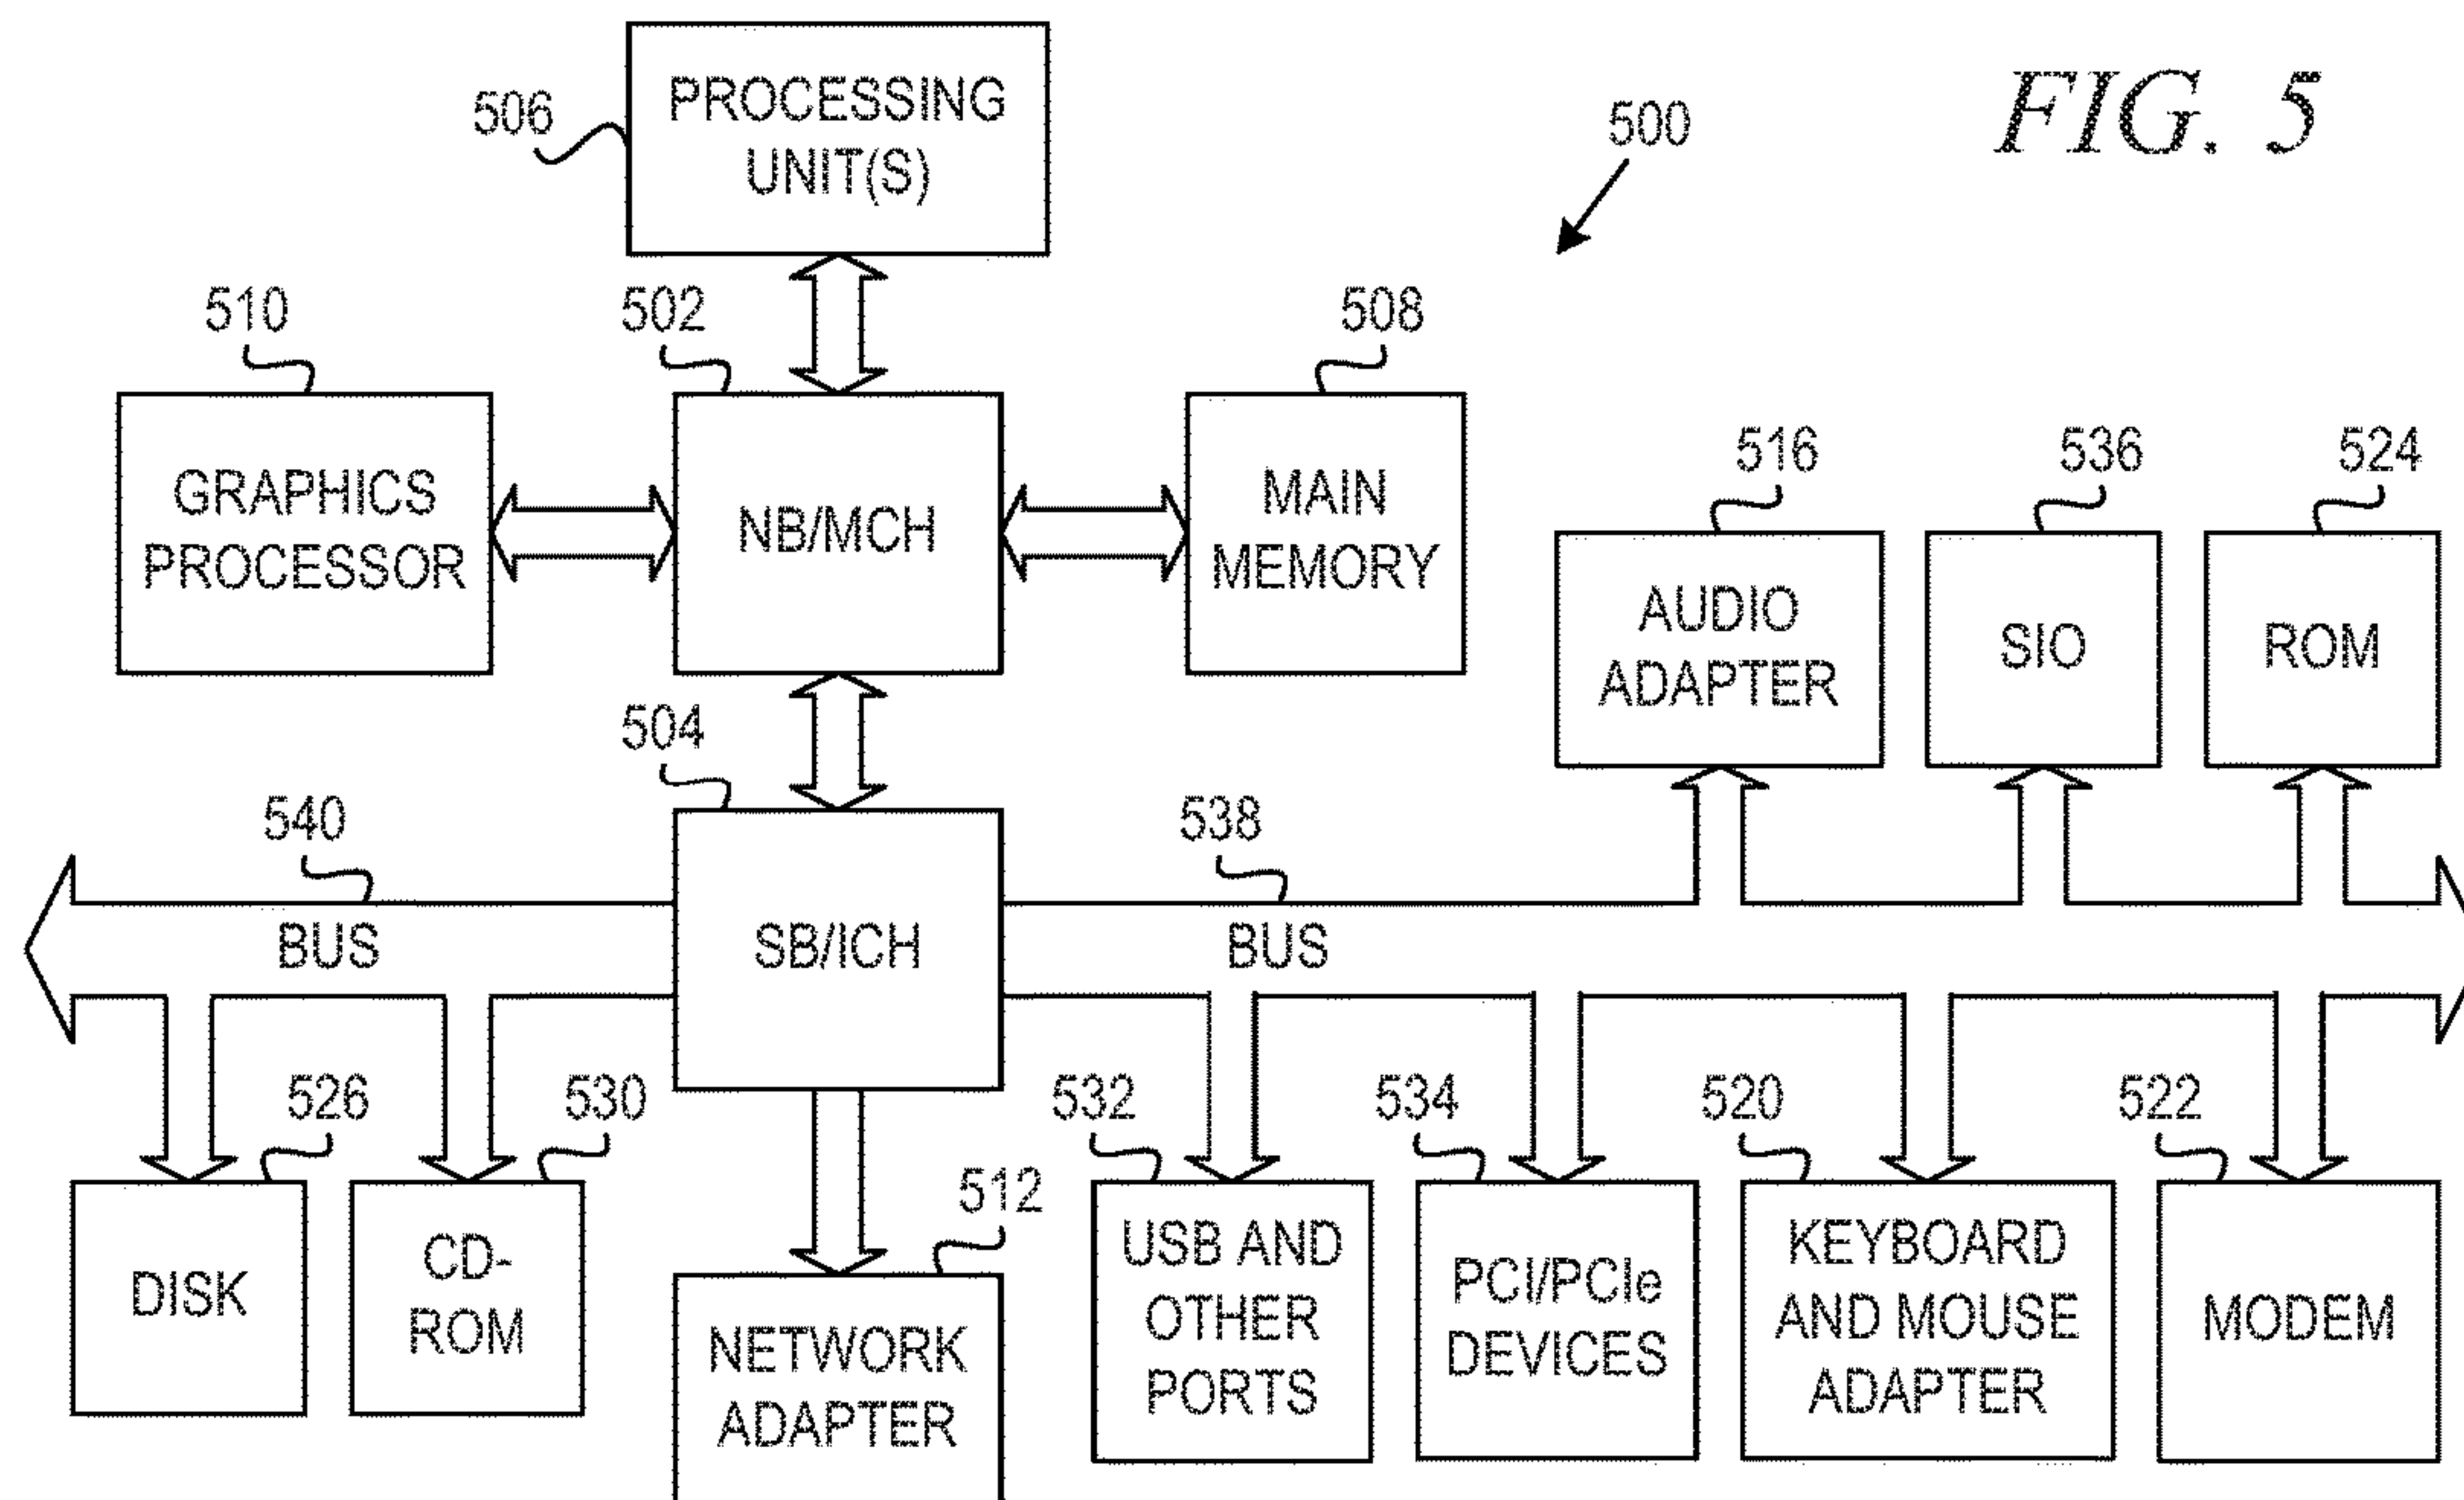 FIG. 5
500
506
PROCESSING
UNIT(S)
510
502
508
GRAPHICS
PROCESSOR
NB/MCH
MAIN
MEMORY
516
536
524
AUDIO
ADAPTER
SIO
ROM
504
540
538
BUS
SB/ICH
BUS
526
530
512
532
534
520
522
DISK
CD-
ROM
NETWORK
ADAPTER
USB AND
OTHER
PORTS
PCI/PCIe
DEVICES
KEYBOARD
AND MOUSE
ADAPTER
MODEM